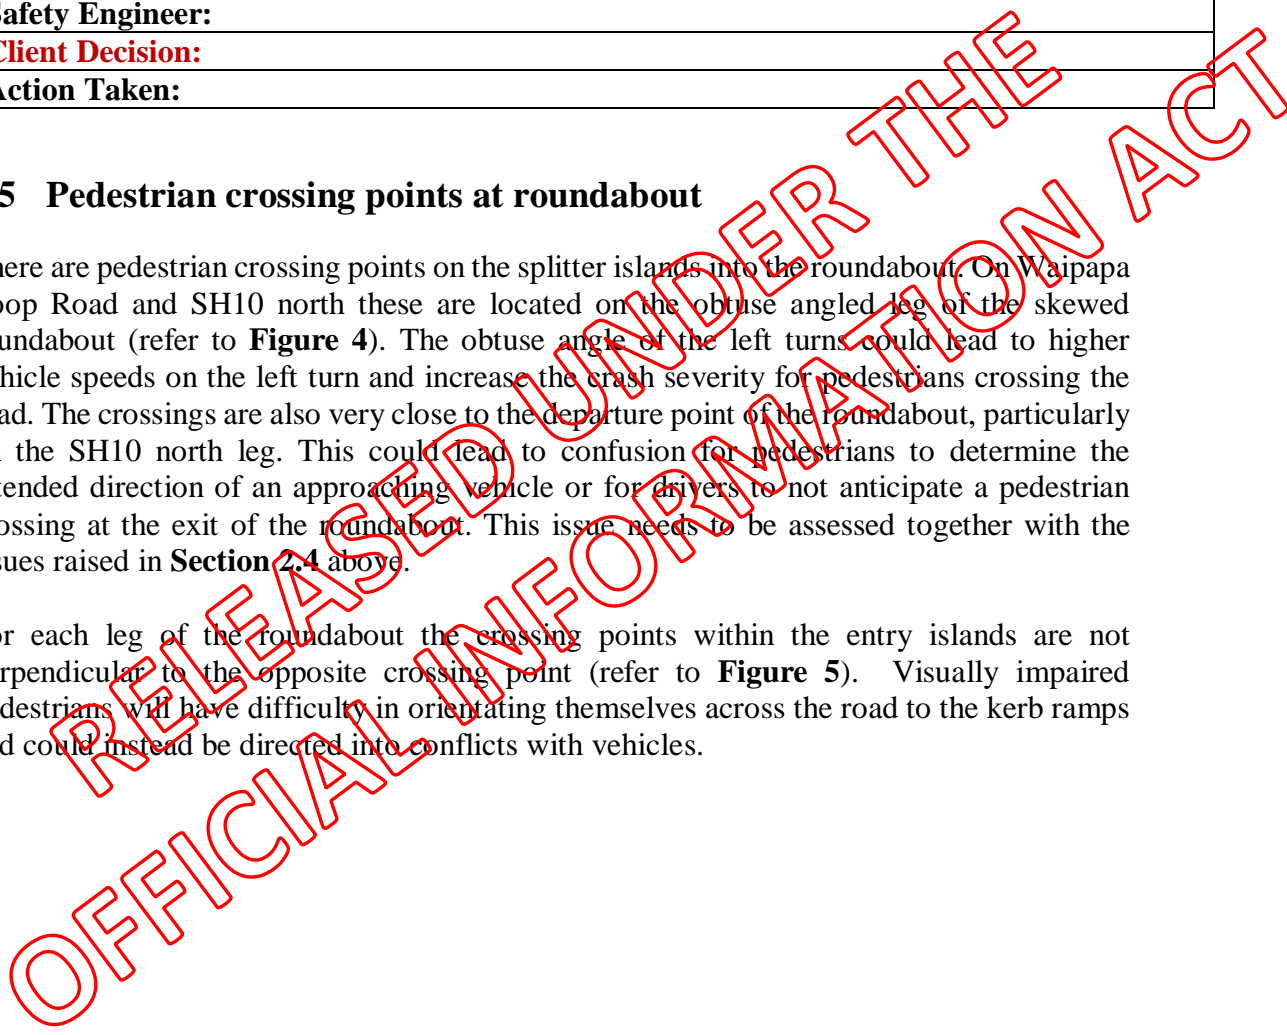 Safety Engineer:
Client Decision:
Action Taken:
5 Pedestrian crossing points at roundabout
here are pedestrian crossing points on the splitter islands into the roundabout. On Waipapa
oop Road and SH10 north these are located on the obtuse angled leg of the skewed
undabout (refer to Figure 4). The obtuse angle of the left turns could lead to higher
hicle speeds on the left turn and increase the crash severity for pedestrians crossing the
ad. The crossings are also very close to the departure point of the roundabout, particularly
the SH10 north leg. This could lead to confusion for pedestrians to determine the
tended direction of an approaching vehicle or for drivers to not anticipate a pedestrian
ossing at the exit of the roundabout. This issue needs to be assessed together with the
sues raised in Section 2.4 above.
or each leg of the roundabout the crossing points within the entry islands are not
rpendicular to the opposite crossing point (refer to Figure 5). Visually impaired
destrians will have difficulty in orientating themselves across the road to the kerb ramps
d could instead be directed into conflicts with vehicles.
RELEASED UNDER THE
OFFICIAL INFORMATION ACT